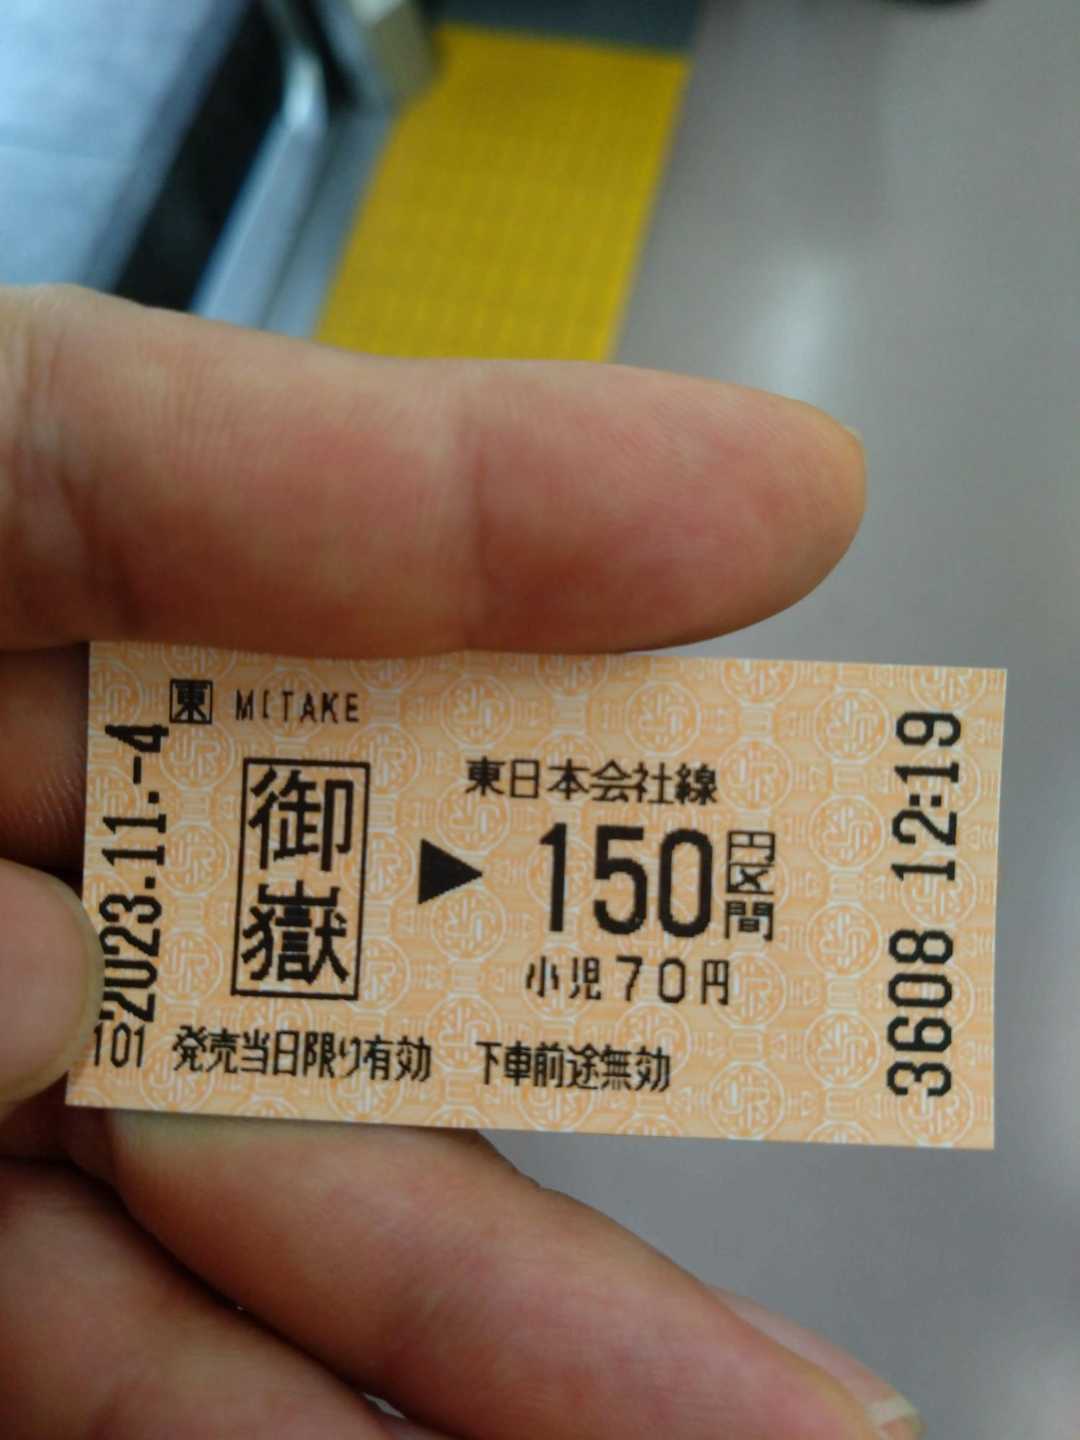 東 MITAKE
2023.11.-4
御嶽
▶
東日本会社線
150円区間
小児70円
101 発売当日限り有効 下車前途無効
3608 12:19